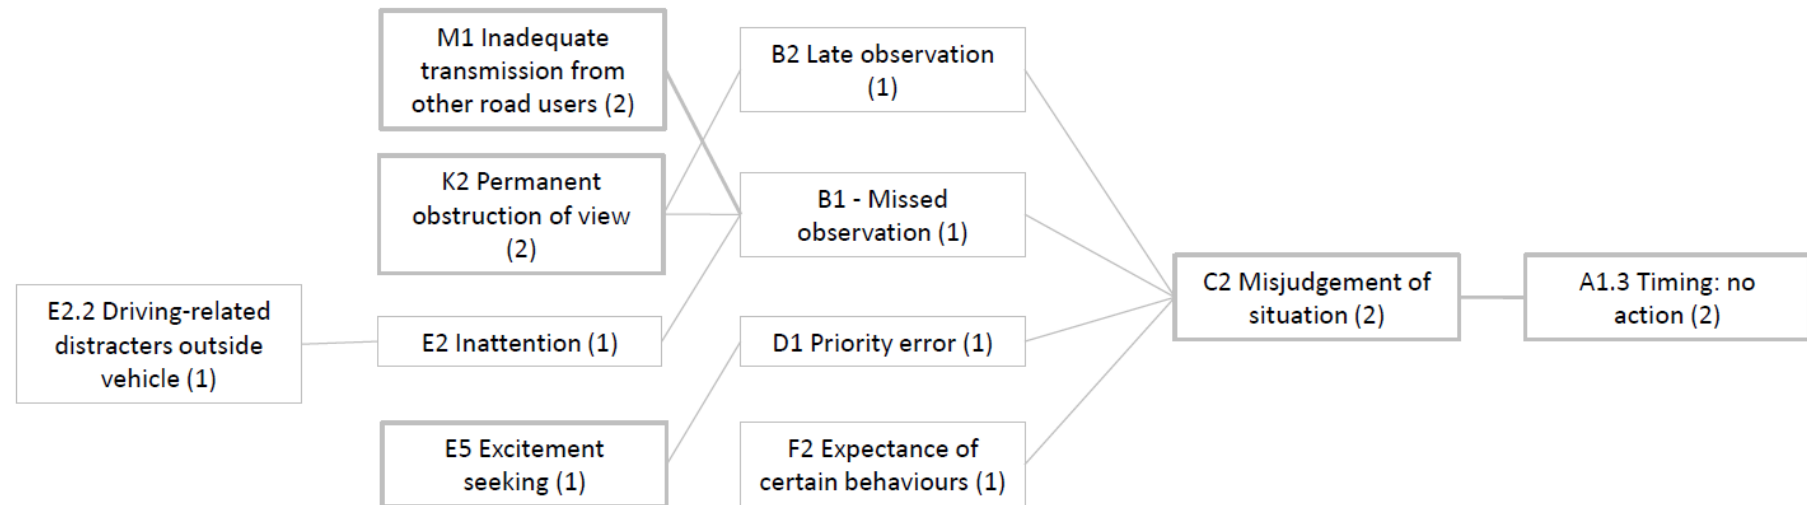 M1 Inadequate
transmission from
other road users (2)
B2 Late observation
(1)
K2 Permanent
obstruction of view
(2)
B1 - Missed
observation (1)
C2 Misjudgement of
situation (2)
A1.3 Timing: no
action (2)
E2.2 Driving-related
distracters outside
vehicle (1)
E2 Inattention (1)
D1 Priority error (1)
E5 Excitement
seeking (1)
F2 Expectance of
certain behaviours (1)